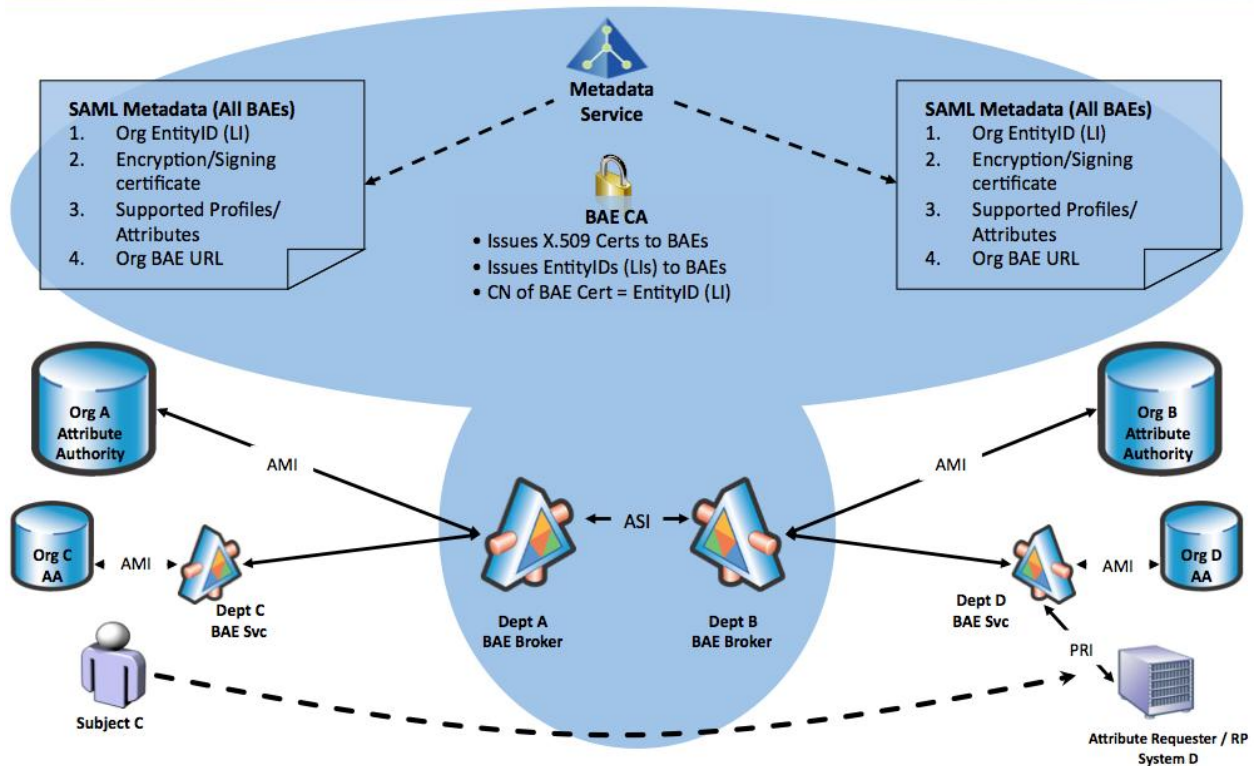 Metadata
Service
SAML Metadata (All BAEs)
1. Org EntityID (LI)
2. Encryption/Signing
certificate
3. Supported Profiles/
Attributes
4. Org BAE URL
SAML Metadata (All BAEs)
1. Org EntityID (LI)
2. Encryption/Signing
certificate
3. Supported Profiles/
Attributes
4. Org BAE URL
BAE CA
• Issues X.509 Certs to BAEs
• Issues EntityIDs (LIs) to BAEs
• CN of BAE Cert = EntityID (LI)
Org A
Attribute
Authority
AMI
Org B
Attribute
Authority
AMI
Org C
AA
AMI
Dept C
BAE Svc
ASI
Dept A
BAE Broker
Dept B
BAE Broker
Dept D
BAE Svc
AMI
Org D
AA
PRI
Subject C
Attribute Requester / RP
System D